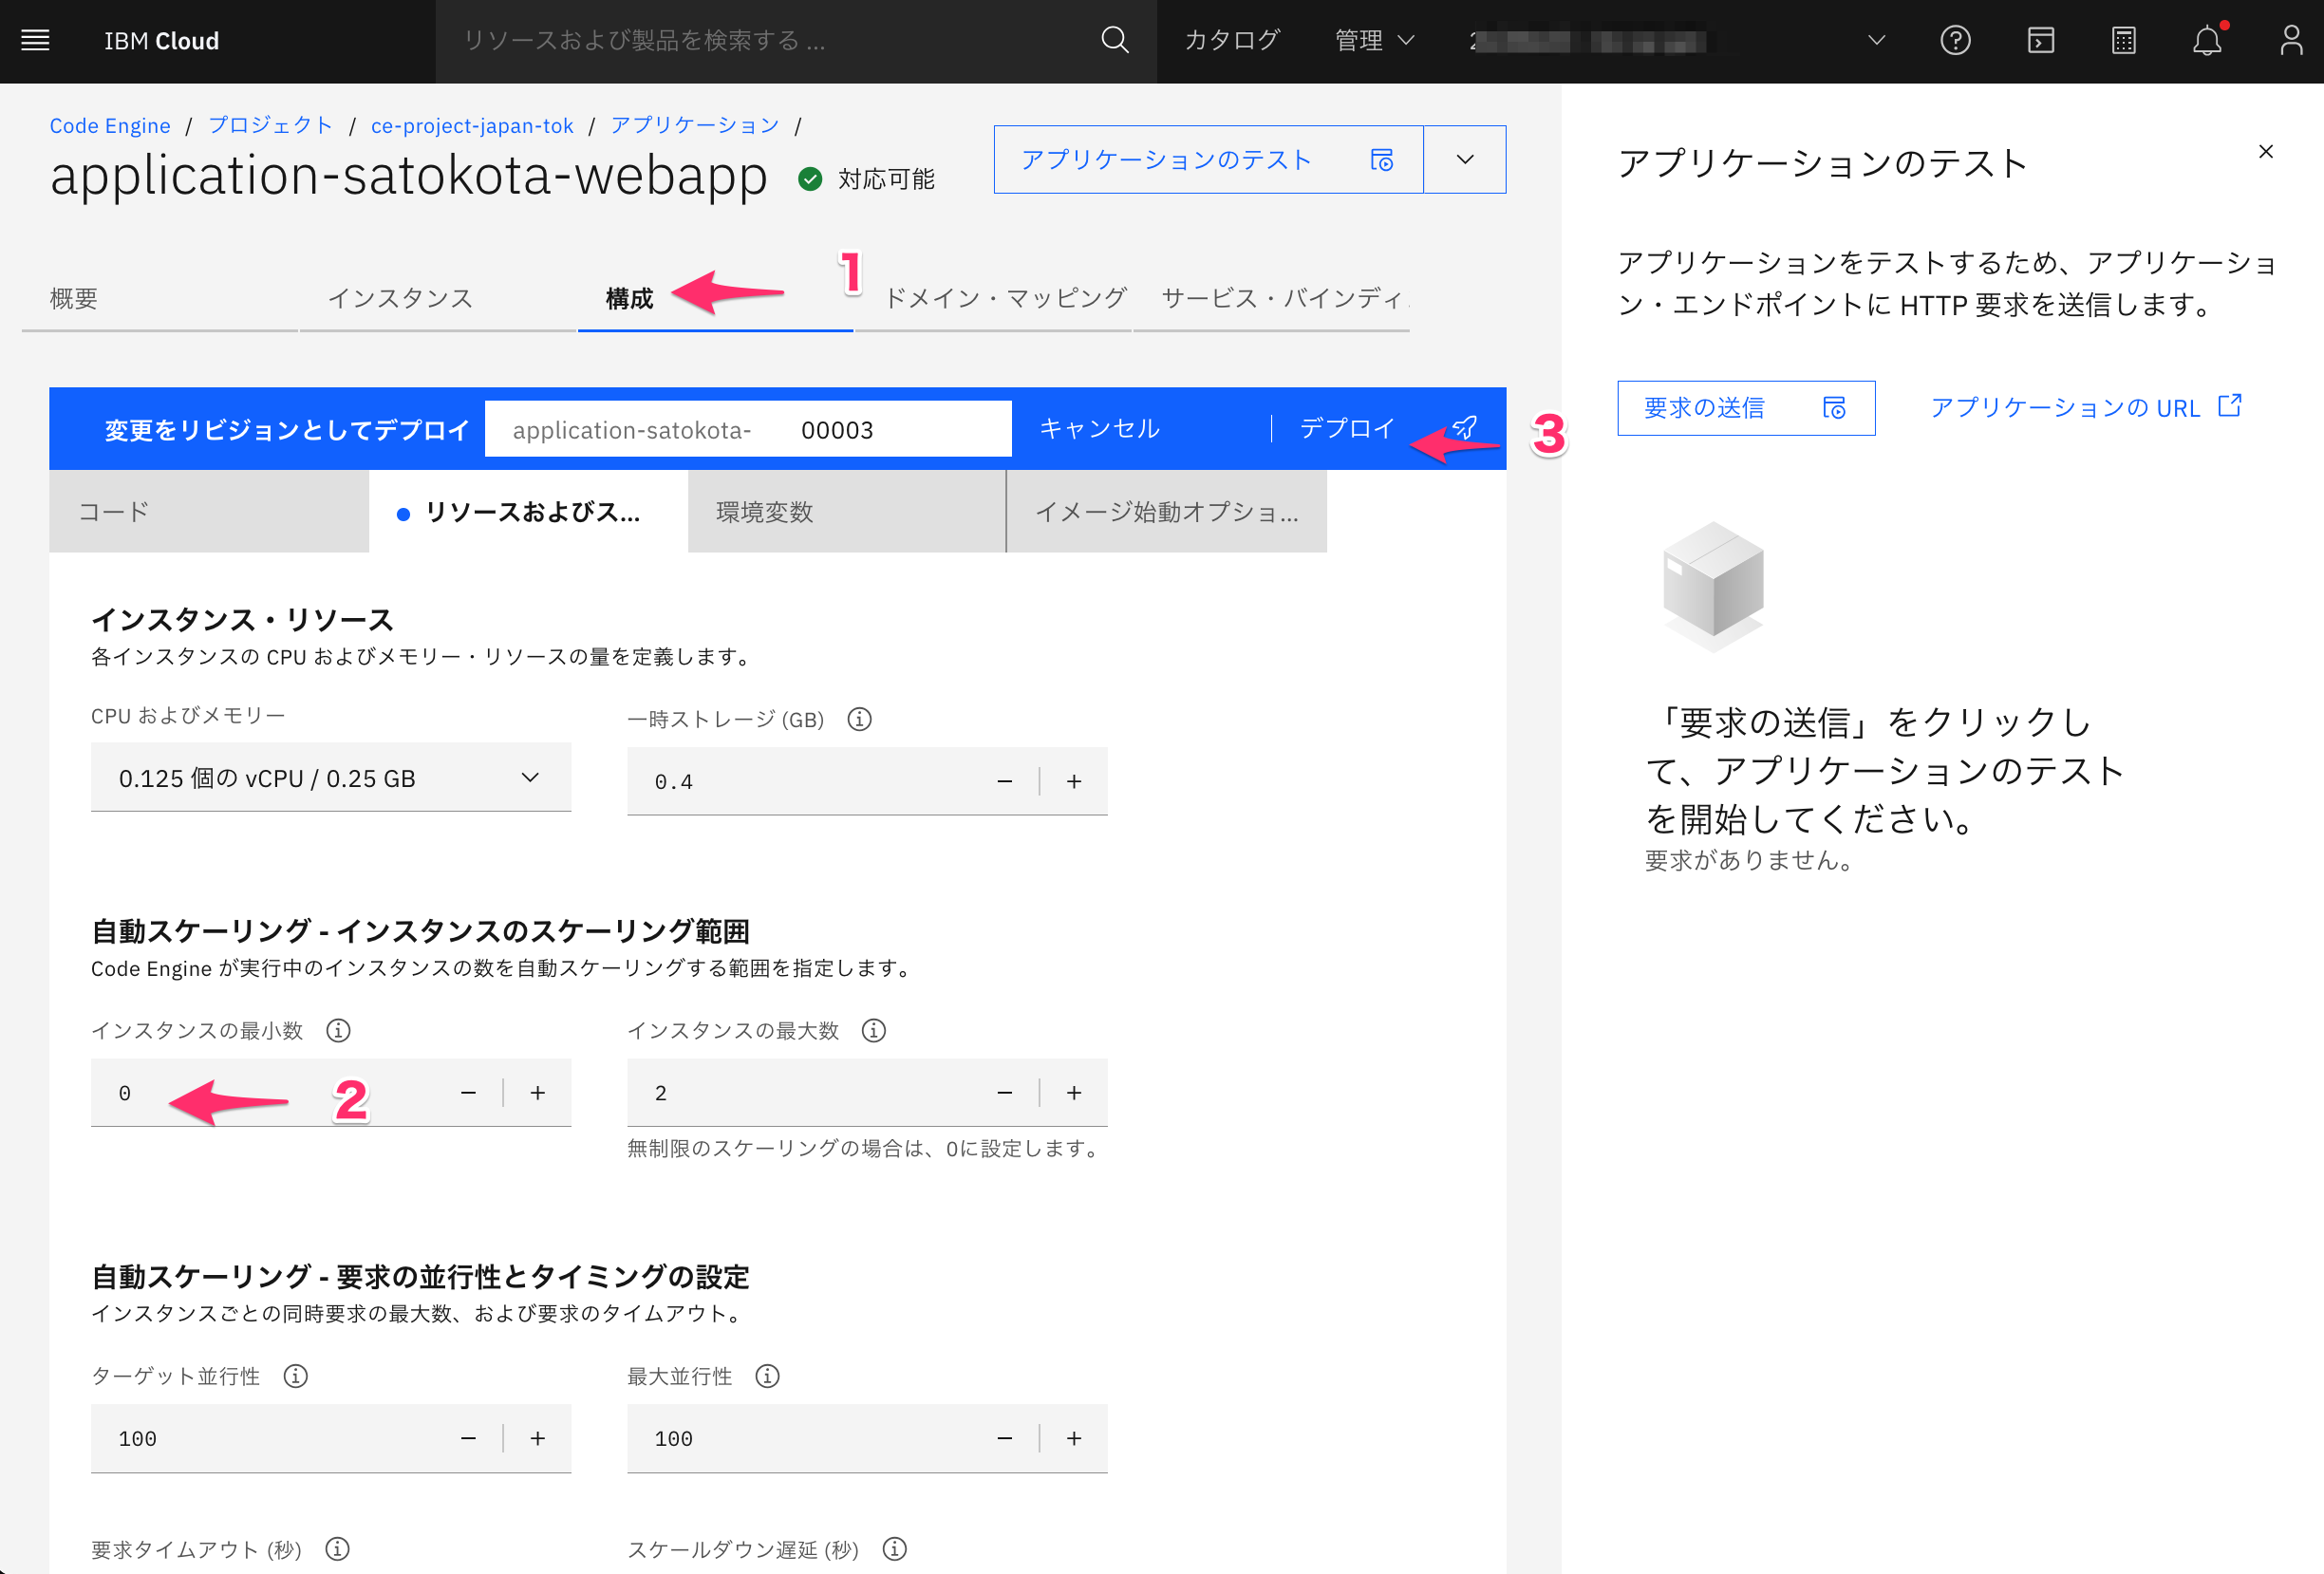 IBM Cloud
リソースおよび製品を検索する ...
カタログ
管理
Code Engine / プロジェクト / ce-project-japan-tok / アプリケーション /
application-satokota-webapp
対応可能
アプリケーションのテスト
概要
インスタンス
構成
1
ドメイン・マッピング
サービス・バインディ
変更をリビジョンとしてデプロイ
application-satokota-
00003
キャンセル
デプロイ
3
コード
リソースおよびス...
環境変数
イメージ始動オプショ...
インスタンス・リソース
各インスタンスの CPU およびメモリー・リソースの量を定義します。
CPU およびメモリー
一時ストレージ (GB)
0.125 個の vCPU / 0.25 GB
0.4
自動スケーリング - インスタンスのスケーリング範囲
Code Engine が実行中のインスタンスの数を自動スケーリングする範囲を指定します。
インスタンスの最小数
インスタンスの最大数
0
2
2
無制限のスケーリングの場合は、0に設定します。
自動スケーリング - 要求の並行性とタイミングの設定
インスタンスごとの同時要求の最大数、および要求のタイムアウト。
ターゲット並行性
最大並行性
100
100
要求タイムアウト (秒)
スケールダウン遅延 (秒)
アプリケーションのテスト
アプリケーションをテストするため、アプリケーショ
ン・エンドポイントに HTTP 要求を送信します。
要求の送信
アプリケーションの URL
「要求の送信」をクリックし
て、アプリケーションのテスト
を開始してください。
要求がありません。